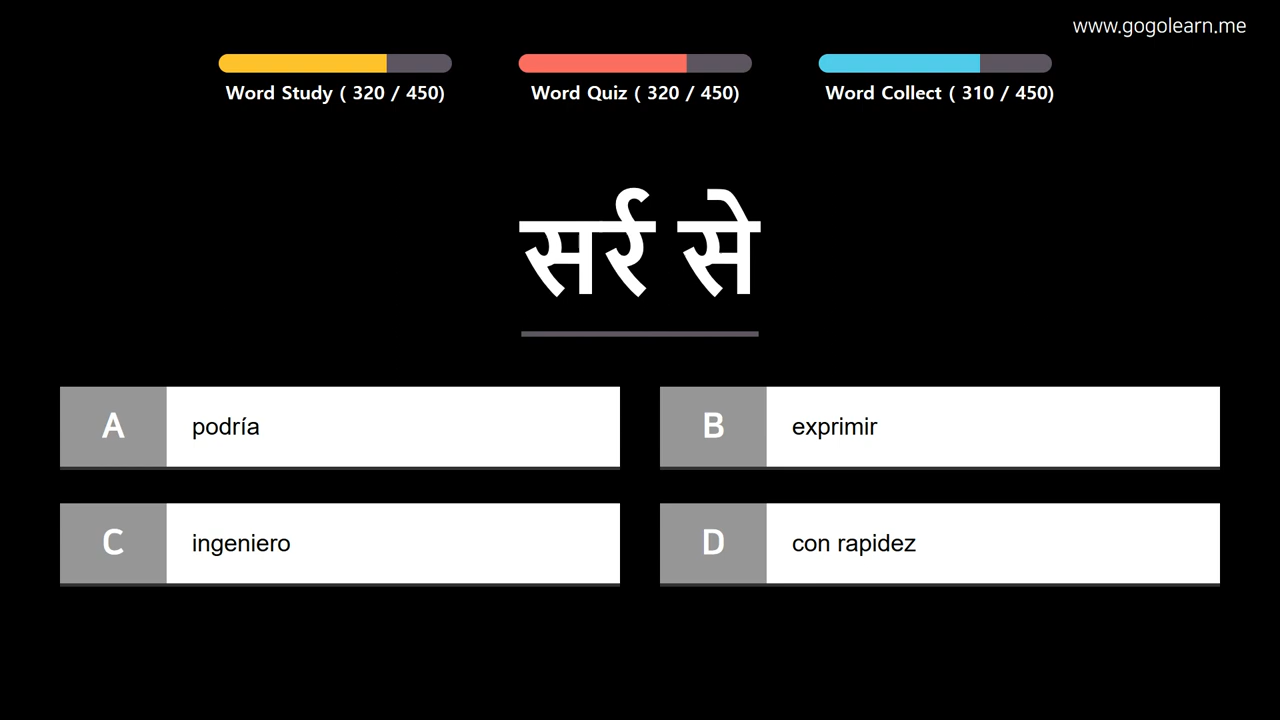 www.gogolearn.me
Word Study ( 320 / 450)
Word Quiz ( 320 / 450)
Word Collect ( 310 / 450)
सर्र से
A podría
B exprimir
C ingeniero
D con rapidez